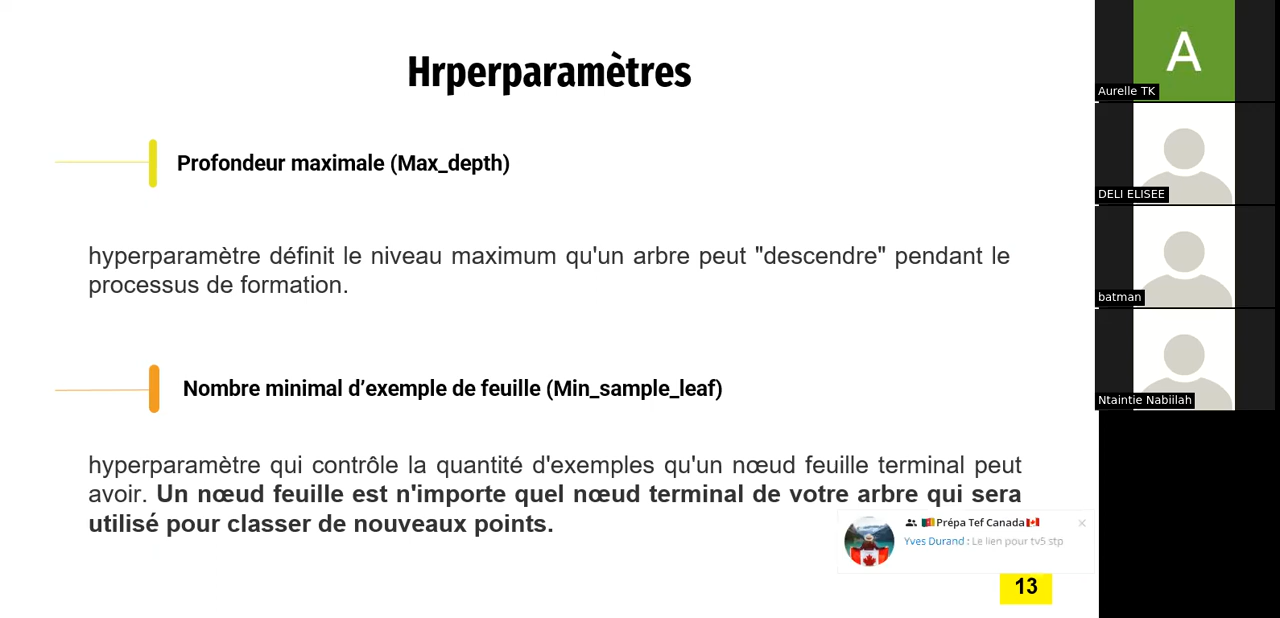 Hrperparamètres
Profondeur maximale (Max_depth)
hyperparamètre définit le niveau maximum qu'un arbre peut "descendre" pendant le
processus de formation.
Nombre minimal d’exemple de feuille (Min_sample_leaf)
hyperparamètre qui contrôle la quantité d'exemples qu'un nœud feuille terminal peut
avoir. Un nœud feuille est n'importe quel nœud terminal de votre arbre qui sera
utilisé pour classer de nouveaux points.
Prépa Tef Canada
Yves Durand : Le lien pour tv5 stp
13
A
Aurelle TK
DELI ELISEE
batman
Ntaintie Nabiilah